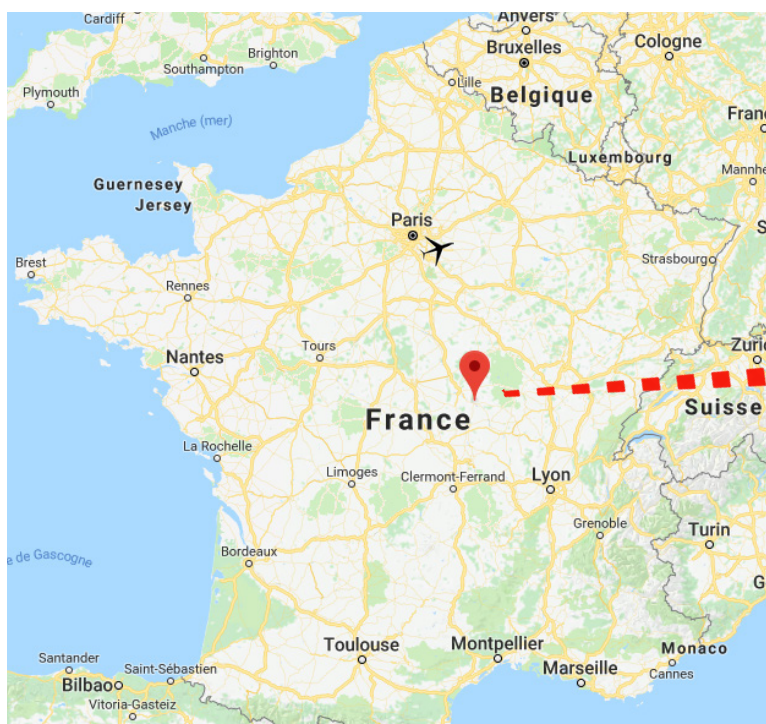 Cardiff
Anvers
Southampton
Brighton
Bruxelles
Cologne
Plymouth
Lille
Belgique
Manche (mer)
Franc
Luxembourg
Mannhe
Guernesey
Jersey
Paris
S
Brest
Strasbourg
Rennes
Tours
Nantes
Zuric
France
Suisse
La Rochelle
Limoges
Clermont-Ferrand
Lyon
Grenoble
Turin
Bordeaux
e de Gascogne
G
Toulouse
Montpellier
Monaco
Santander
Saint-Sébastien
Marseille
Cannes
Bilbao
Vitoria-Gasteiz